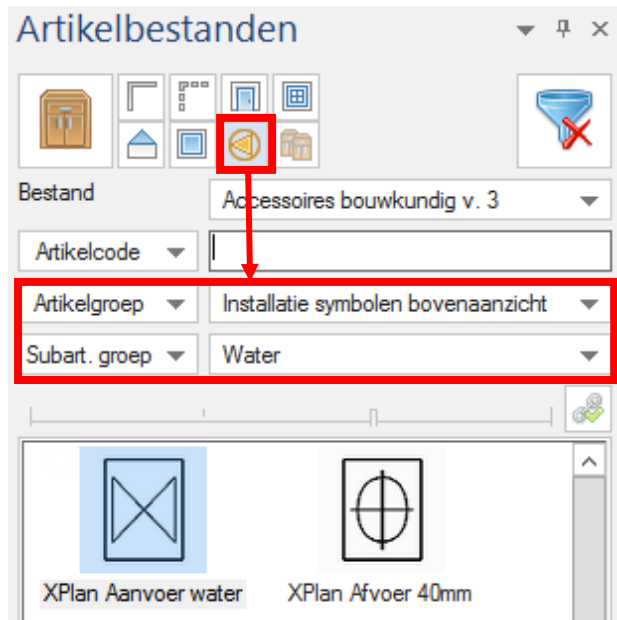 Artikelbestanden
Bestand
Accessoires bouwkundig v. 3
Artikelcode
Artikelgroep
Installatie symbolen bovenaanzicht
Subart. groep
Water
XPlan Aanvoer water
XPlan Afvoer 40mm